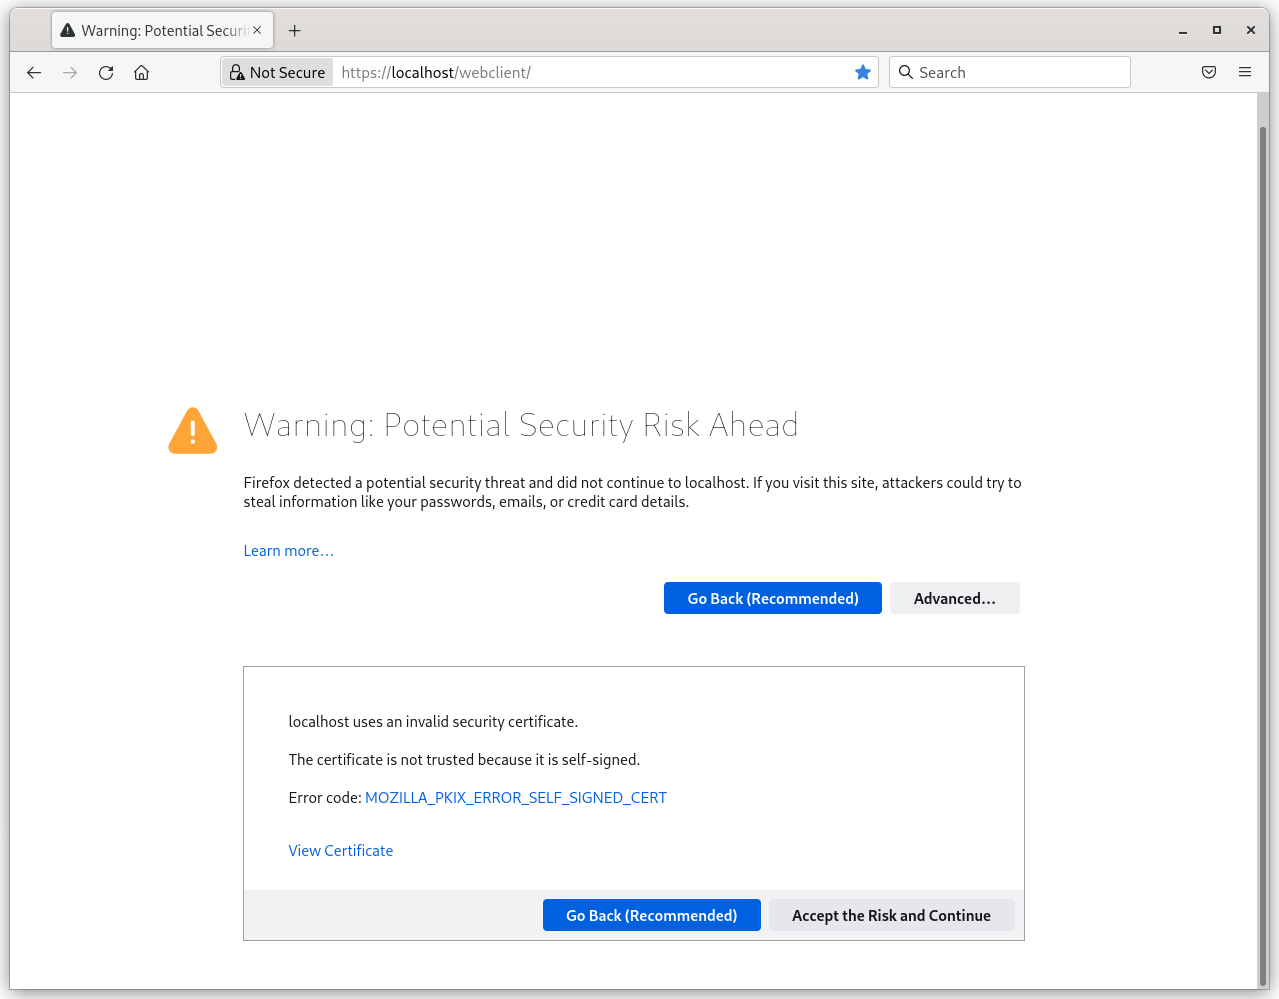 Warning: Potential Securi
Not Secure
https://localhost/webclient/
Search
Warning: Potential Security Risk Ahead
Firefox detected a potential security threat and did not continue to localhost. If you visit this site, attackers could try to
steal information like your passwords, emails, or credit card details.
Learn more…
Go Back (Recommended)
Advanced…
localhost uses an invalid security certificate.
The certificate is not trusted because it is self-signed.
Error code: MOZILLA_PKIX_ERROR_SELF_SIGNED_CERT
View Certificate
Go Back (Recommended)
Accept the Risk and Continue